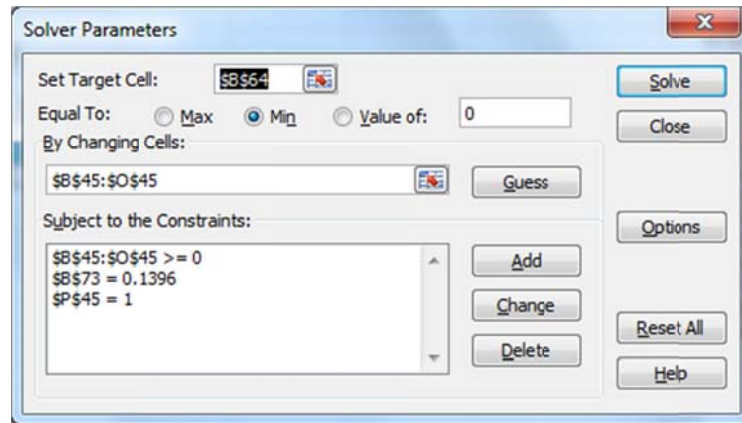 Solver Parameters
Set Target Cell: $B$64
Equal To: Max Min Value of: 0
By Changing Cells:
$B$45:$O$45
Guess
Subject to the Constraints:
$B$45:$O$45 >= 0
$B$73 = 0.1396
$P$45 = 1
Add
Change
Delete
Solve
Close
Options
Reset All
Help